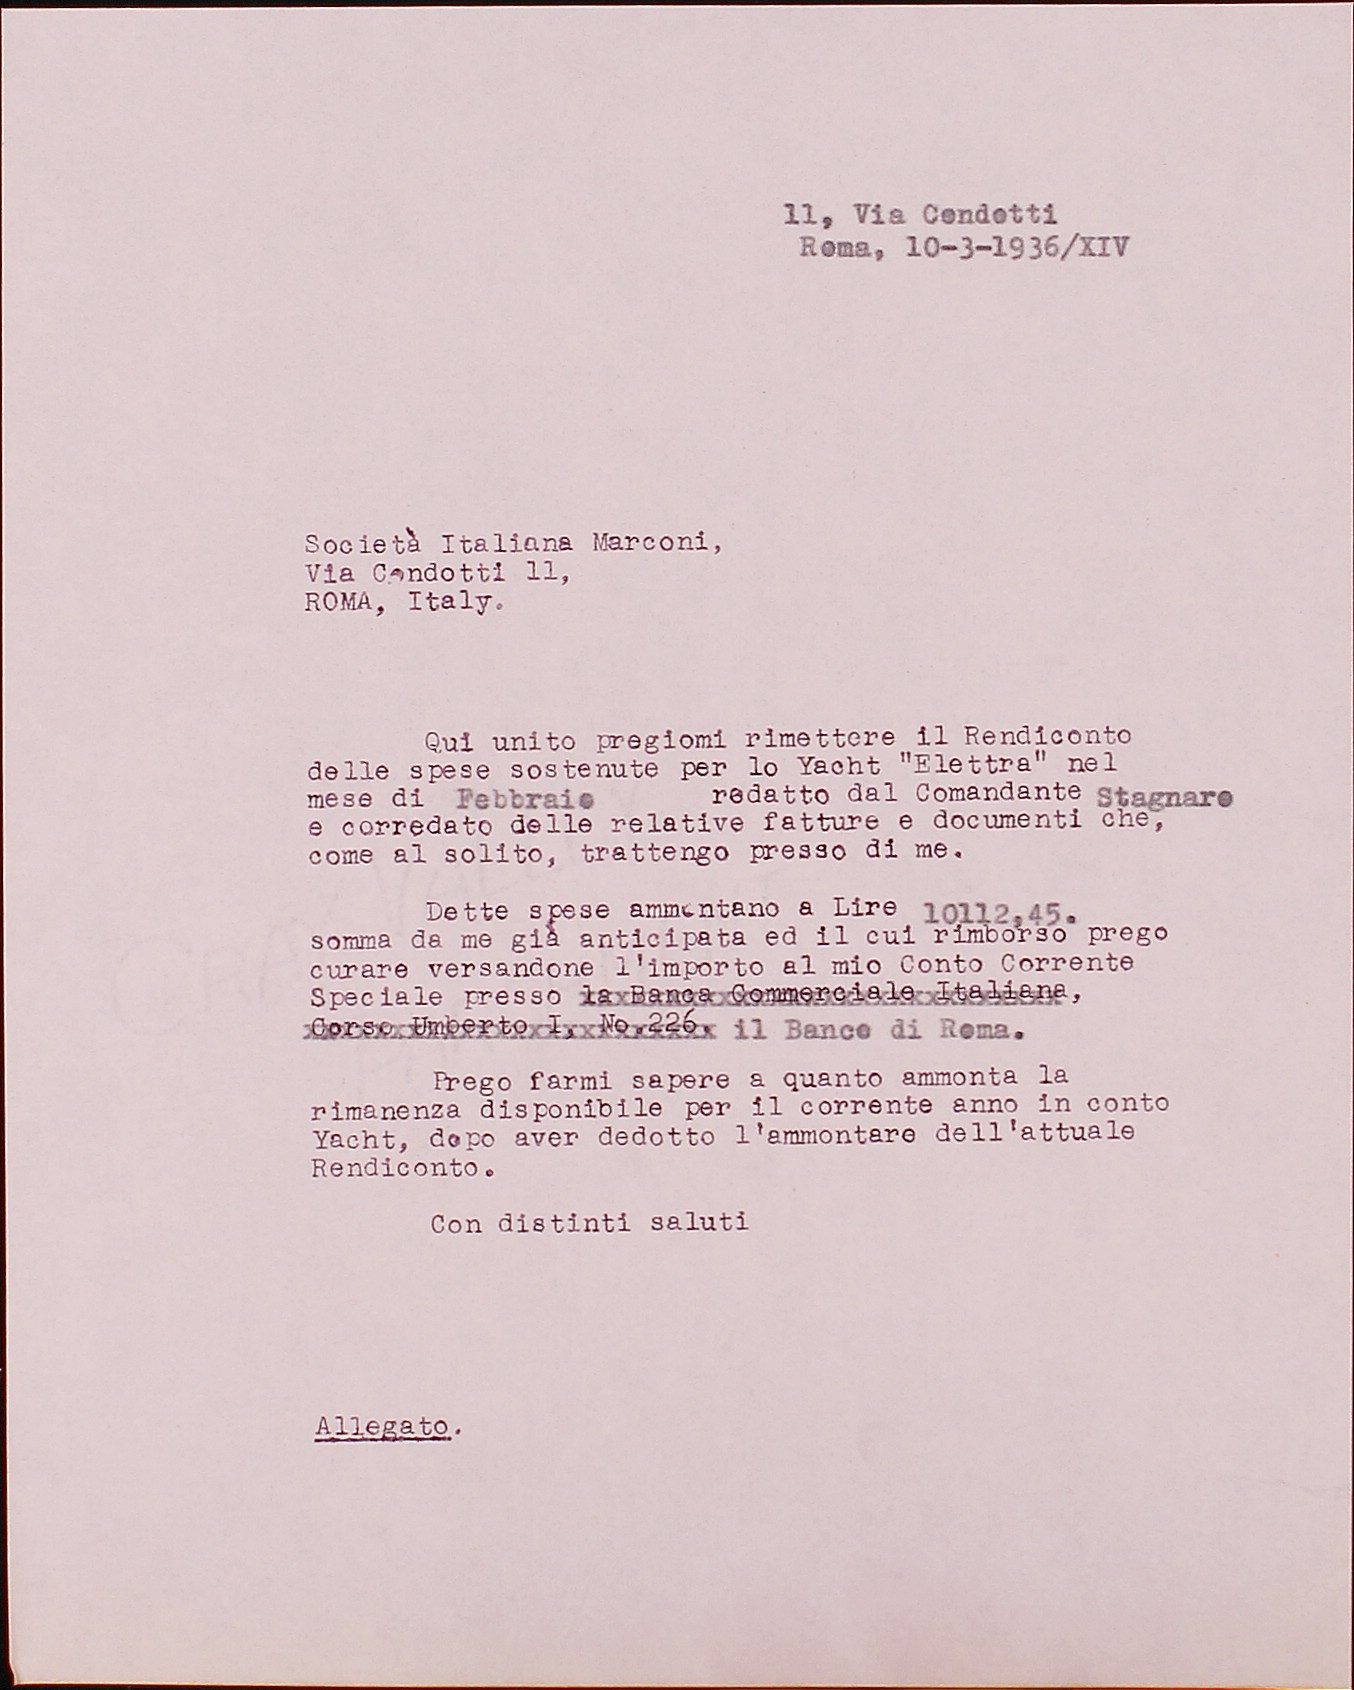 11, Via Condotti
Roma, 10-3-1936/XIV
Società Italiana Marconi,
Via Condotti 11,
ROMA, Italy.
Qui unito pregiomi rimettere il Rendiconto
delle spese sostenute per lo Yacht "Elettra" nel
mese di Febbraio redatto dal Comandante Stagnaro
e corredato delle relative fatture e documenti che,
come al solito, trattengo presso di me.
Dette spese ammontano a Lire 10112,45.
somma da me già anticipata ed il cui rimborso prego
curare versandone l'importo al mio Conto Corrente
Speciale presso la Banca Commerciale Italiana,
Corso Umberto I, No.226, il Banco di Roma.
Prego farmi sapere a quanto ammonta la
rimanenza disponibile per il corrente anno in conto
Yacht, dopo aver dedotto l'ammontare dell'attuale
Rendiconto.
Con distinti saluti
Allegato.